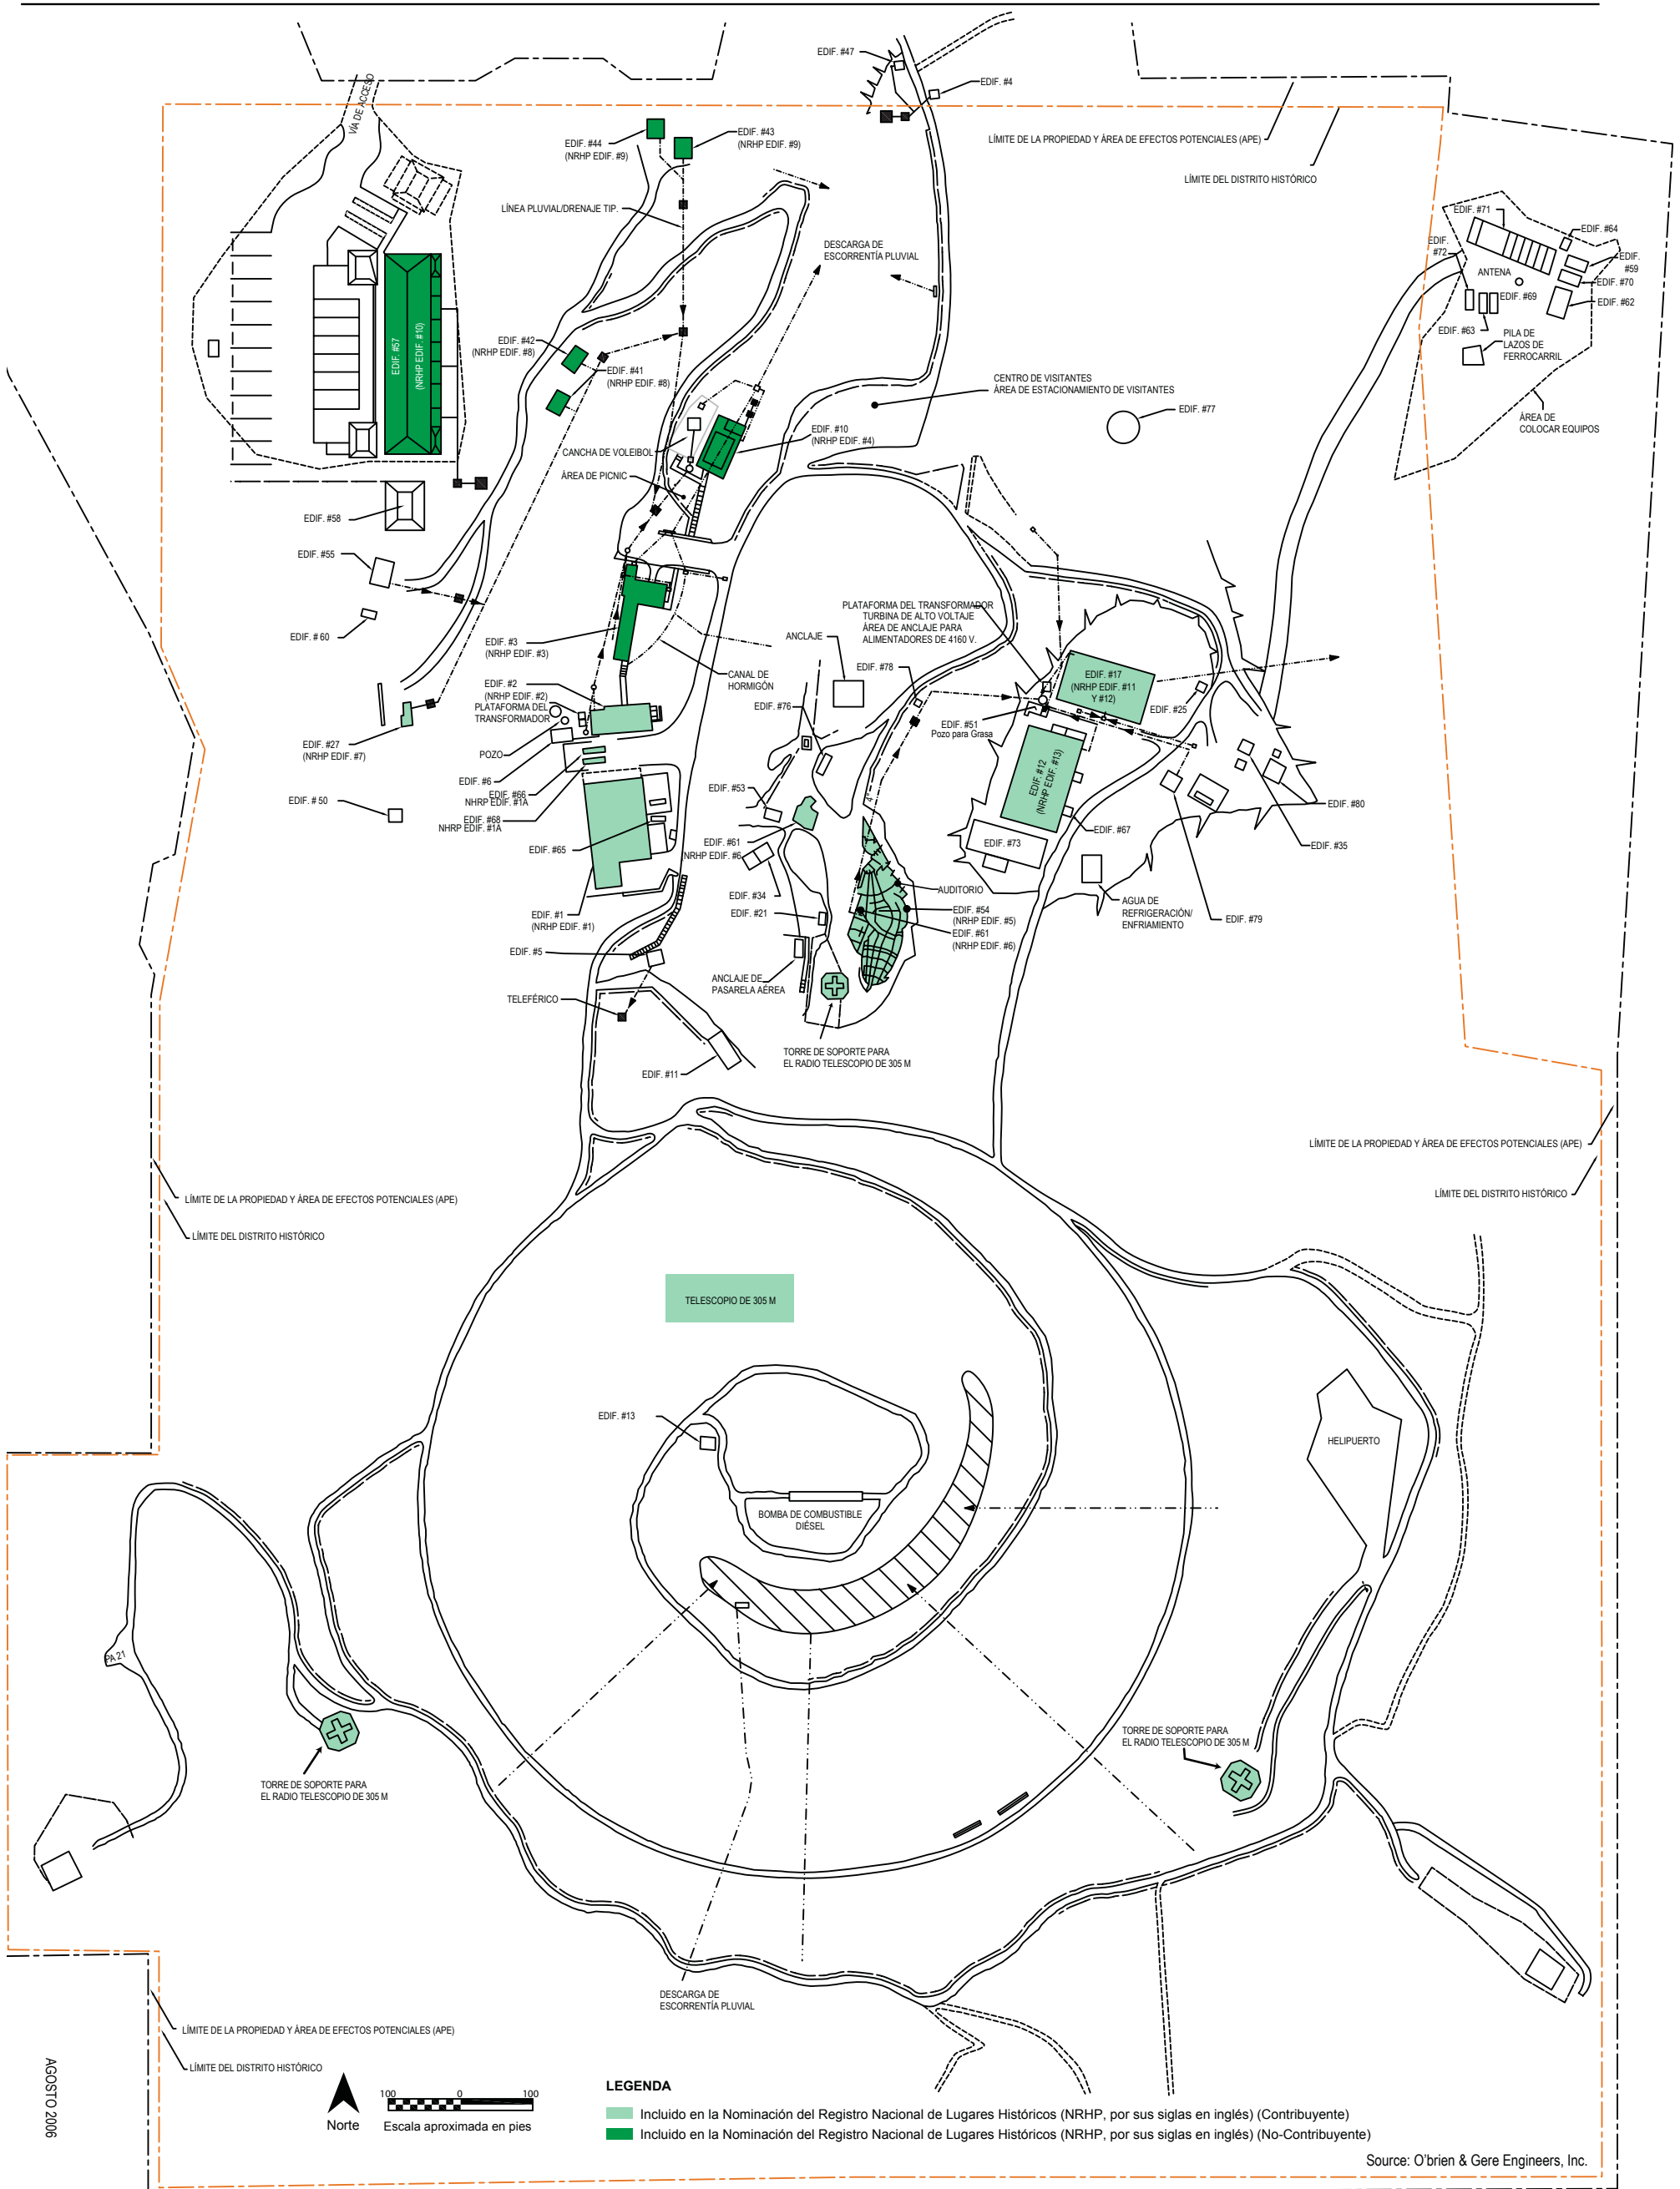 EDIF. #47
EDIF. #4
VÍA DE ACCESO
EDIF. #44
(NRHP EDIF. #9)
EDIF. #43
(NRHP EDIF. #9)
LÍMITE DE LA PROPIEDAD Y ÁREA DE EFECTOS POTENCIALES (APE)
LÍMITE DEL DISTRITO HISTÓRICO
LÍNEA PLUVIAL/DRENAJE TIP.
DESCARGA DE
ESCORRENTÍA PLUVIAL
EDIF. #71
EDIF. #64
EDIF.
#72
EDIF.
#59
ANTENA
EDIF. #70
EDIF. #69
EDIF. #62
EDIF. #63
PILA DE
LAZOS DE
FERROCARRIL
ÁREA DE
COLOCAR EQUIPOS
EDIF. #57
(NRHP EDIF. #10)
EDIF. #42
(NRHP EDIF. #8)
EDIF. #41
(NRHP EDIF. #8)
CENTRO DE VISITANTES
ÁREA DE ESTACIONAMIENTO DE VISITANTES
EDIF. #77
EDIF. #10
(NRHP EDIF. #4)
CANCHA DE VOLEIBOL
ÁREA DE PICNIC
EDIF. #58
EDIF. #55
EDIF. # 60
EDIF. #3
(NRHP EDIF. #3)
PLATAFORMA DEL TRANSFORMADOR
TURBINA DE ALTO VOLTAJE
ÁREA DE ANCLAJE PARA
ALIMENTADORES DE 4160 V.
ANCLAJE
CANAL DE
HORMIGÓN
EDIF. #78
EDIF. #17
(NRHP EDIF. #11
Y #12)
EDIF. #2
(NRHP EDIF. #2)
PLATAFORMA DEL
TRANSFORMADOR
EDIF. #76
EDIF. #25
EDIF. #51
Pozo para Grasa
EDIF. #27
(NRHP EDIF. #7)
POZO
EDIF. #6
EDIF. #66
NHRP EDIF. #1A
EDIF. #68
NHRP EDIF. #1A
EDIF. #12
(NRHP EDIF. #13)
EDIF. # 50
EDIF. #53
EDIF. #80
EDIF. #67
EDIF. #65
EDIF. #61
(NRHP EDIF. #6
EDIF. #73
EDIF. #35
EDIF. #34
AUDITORIO
EDIF. #1
(NRHP EDIF. #1)
EDIF. #21
EDIF. #54
(NRHP EDIF. #5)
EDIF. #61
(NRHP EDIF. #6)
AGUA DE
REFRIGERACIÓN/
ENFRIAMIENTO
EDIF. #79
EDIF. #5
ANCLAJE DE
PASARELA AÉREA
TELEFÉRICO
TORRE DE SOPORTE PARA
EL RADIO TELESCOPIO DE 305 M
EDIF. #11
LÍMITE DE LA PROPIEDAD Y ÁREA DE EFECTOS POTENCIALES (APE)
LÍMITE DEL DISTRITO HISTÓRICO
LÍMITE DE LA PROPIEDAD Y ÁREA DE EFECTOS POTENCIALES (APE)
LÍMITE DEL DISTRITO HISTÓRICO
TELESCOPIO DE 305 M
EDIF. #13
HELIPUERTO
BOMBA DE COMBUSTIBLE
DIÉSEL
PA 21
TORRE DE SOPORTE PARA
EL RADIO TELESCOPIO DE 305 M
TORRE DE SOPORTE PARA
EL RADIO TELESCOPIO DE 305 M
DESCARGA DE
ESCORRENTÍA PLUVIAL
LÍMITE DE LA PROPIEDAD Y ÁREA DE EFECTOS POTENCIALES (APE)
LÍMITE DEL DISTRITO HISTÓRICO
AGOSTO 2006
Norte
100 0 100
Escala aproximada en pies
LEGENDA
Incluido en la Nominación del Registro Nacional de Lugares Históricos (NRHP, por sus siglas en inglés) (Contribuyente)
Incluido en la Nominación del Registro Nacional de Lugares Históricos (NRHP, por sus siglas en inglés) (No-Contribuyente)
Source: O'brien & Gere Engineers, Inc.